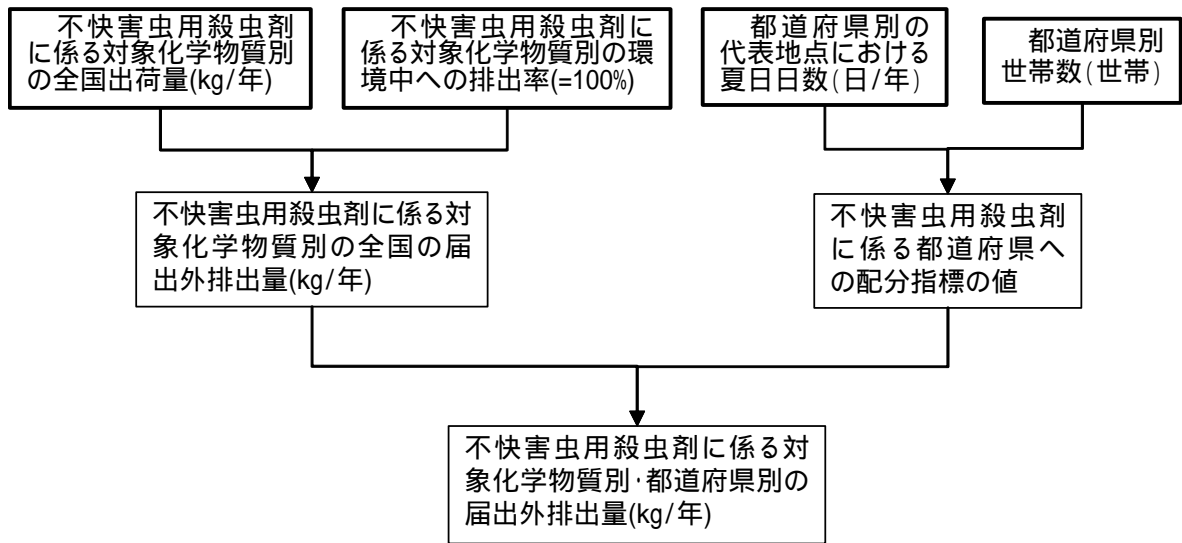 不快害虫用殺虫剤
に係る対象化学物質別
の全国出荷量(kg/年)
不快害虫用殺虫剤に
係る対象化学物質別の環
境中への排出率(=100%)
都道府県別の
代表地点における
夏日日数(日/年)
都道府県別
世帯数(世帯)
不快害虫用殺虫剤に係る対
象化学物質別の全国の届
出外排出量(kg/年)
不快害虫用殺虫剤
に係る都道府県へ
の配分指標の値
不快害虫用殺虫剤に係る対
象化学物質別・都道府県別の
届出外排出量(kg/年)